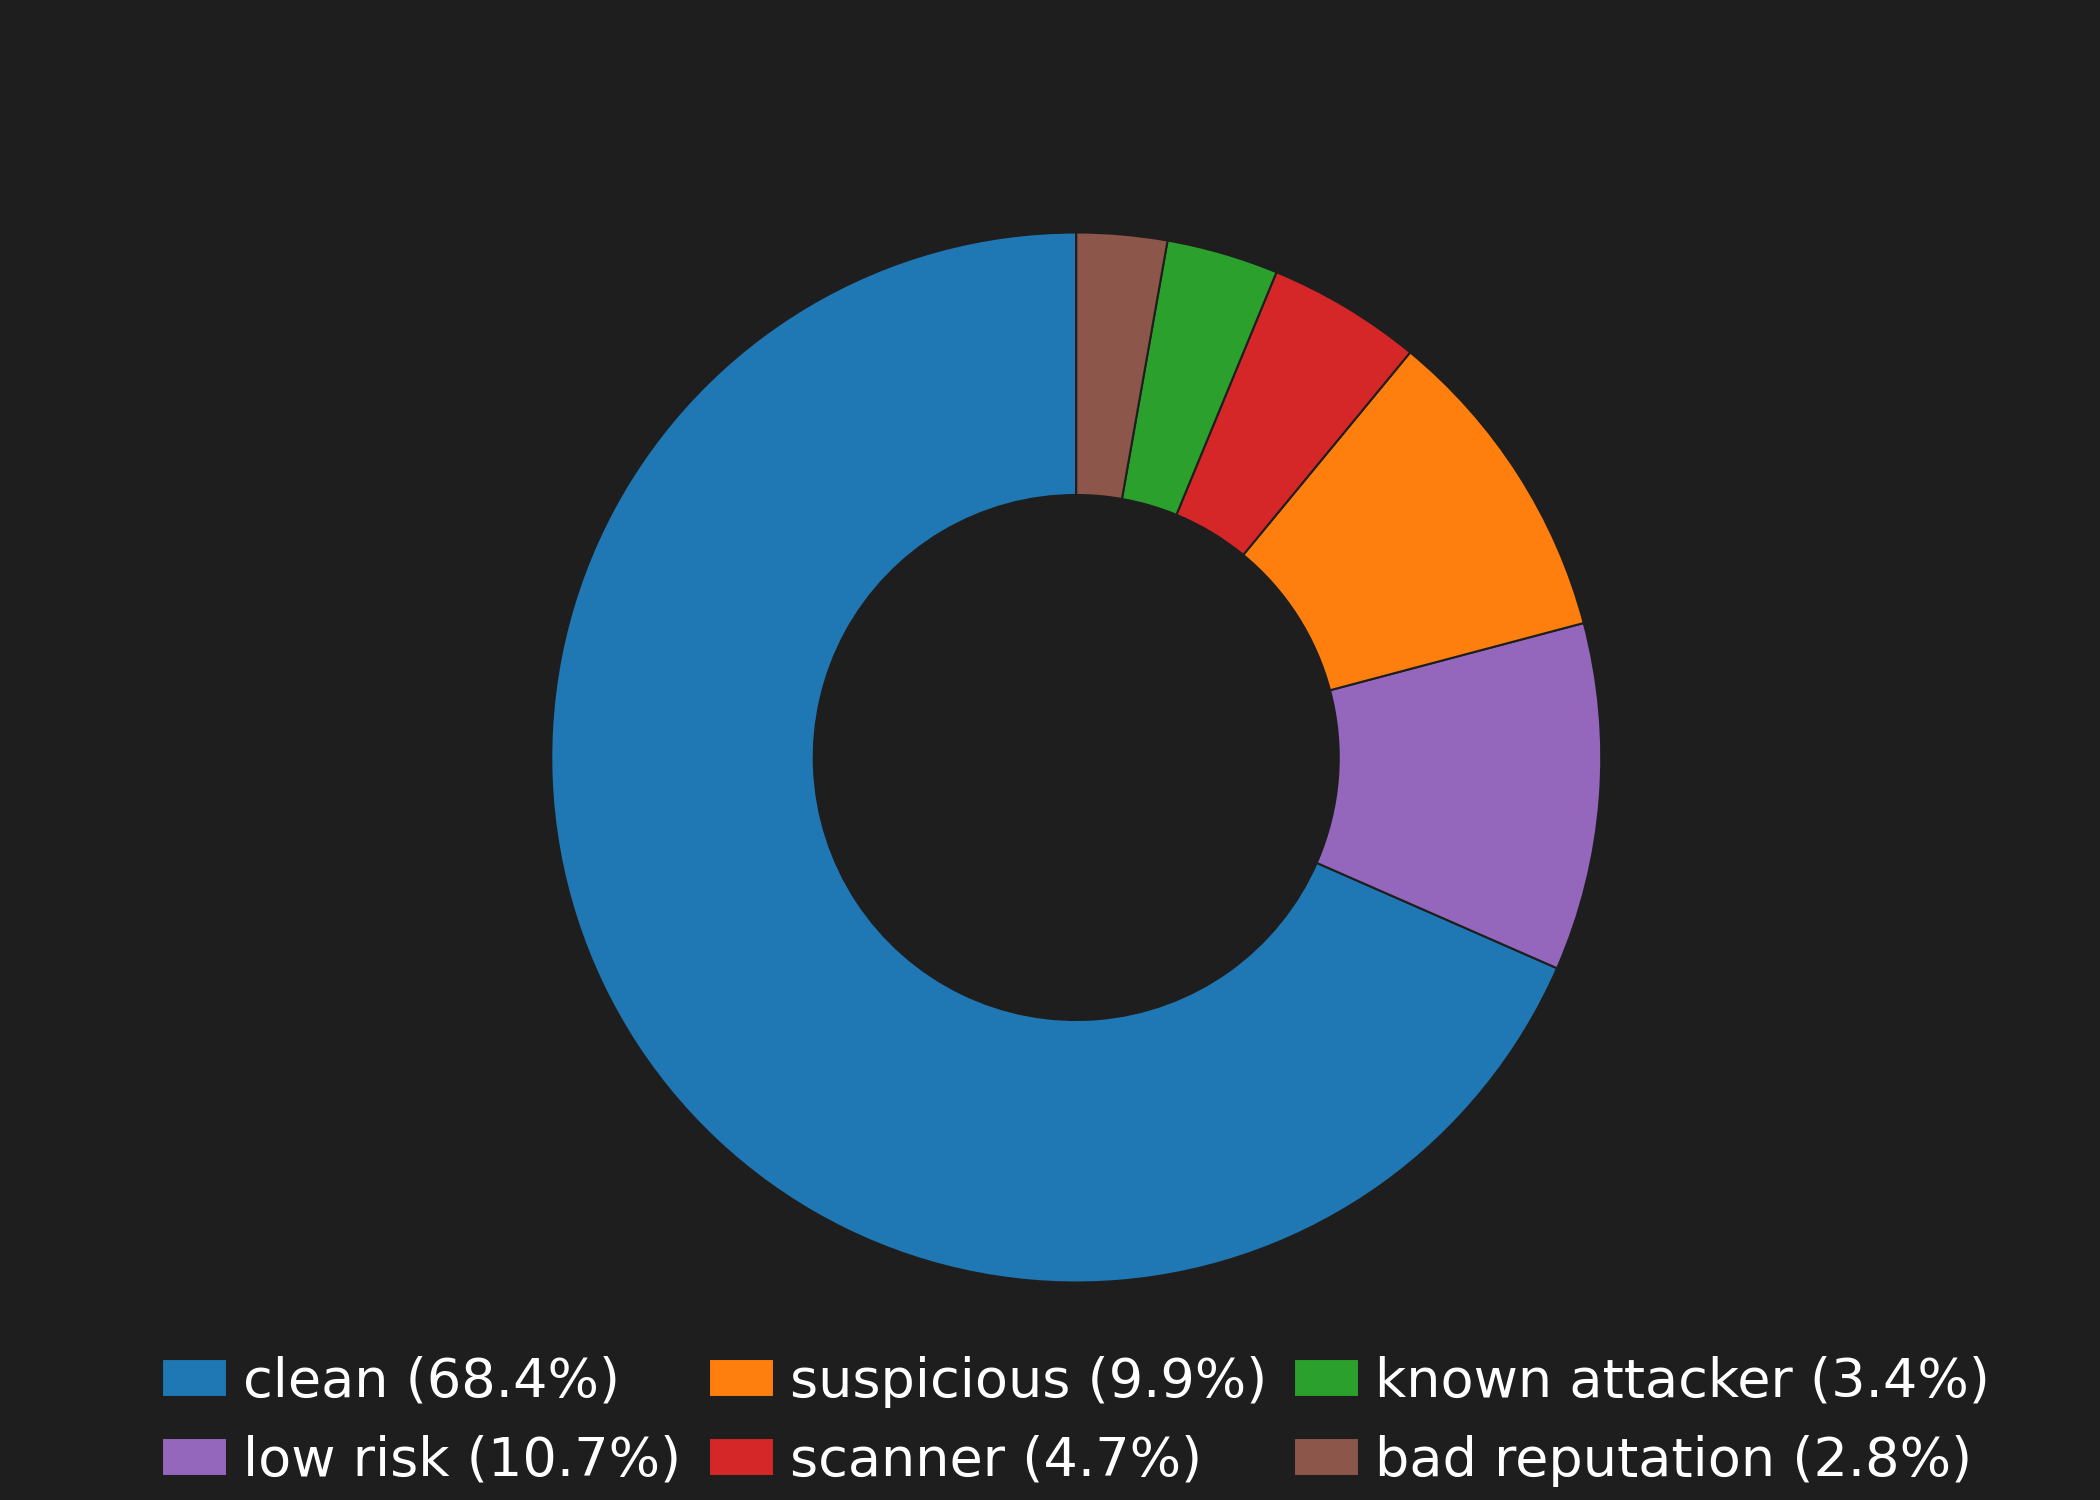 clean (68.4%) suspicious (9.9%) known attacker (3.4%)
low risk (10.7%) scanner (4.7%) bad reputation (2.8%)